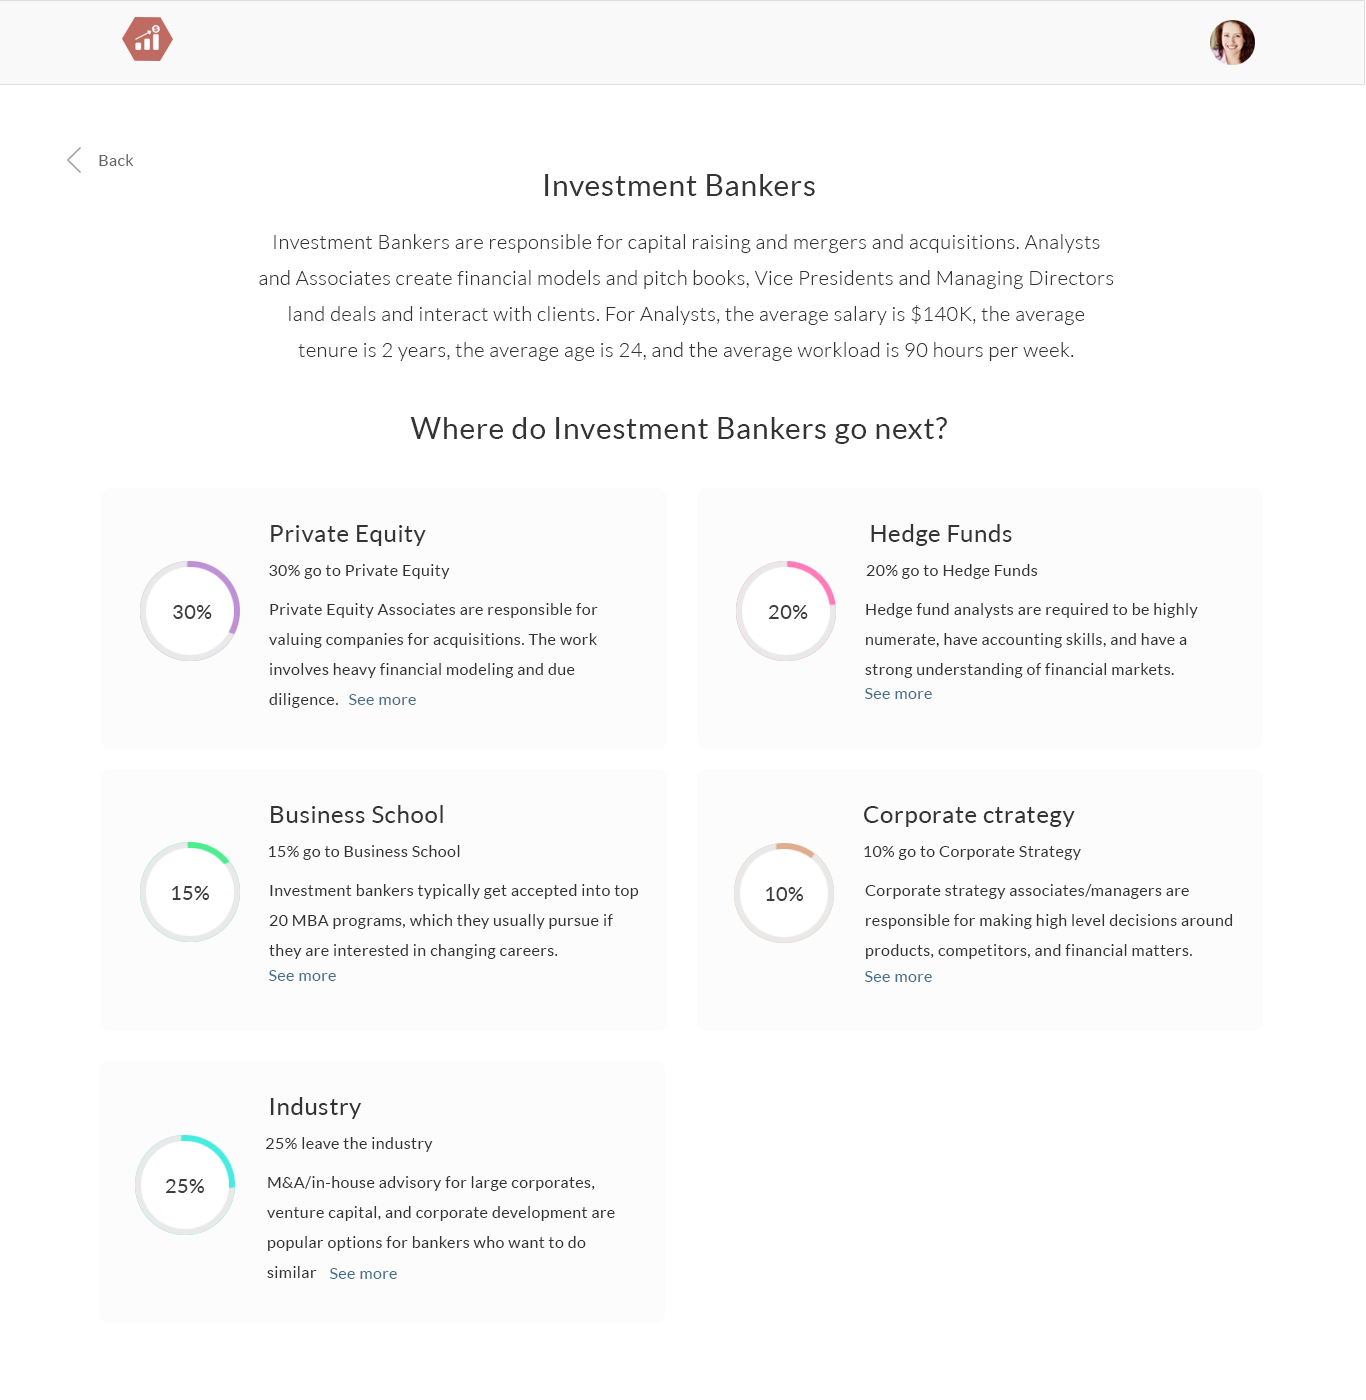 Back
Investment Bankers
Investment Bankers are responsible for capital raising and mergers and acquisitions. Analysts
and Associates create financial models and pitch books, Vice Presidents and Managing Directors
land deals and interact with clients. For Analysts, the average salary is $140K, the average
tenure is 2 years, the average age is 24, and the average workload is 90 hours per week.
Where do Investment Bankers go next?
Private Equity
30% go to Private Equity
30%
Private Equity Associates are responsible for
valuing companies for acquisitions. The work
involves heavy financial modeling and due
diligence. See more
Hedge Funds
20% go to Hedge Funds
20%
Hedge fund analysts are required to be highly
numerate, have accounting skills, and have a
strong understanding of financial markets.
See more
Business School
15% go to Business School
15%
Investment bankers typically get accepted into top
20 MBA programs, which they usually pursue if
they are interested in changing careers.
See more
Corporate ctrategy
10% go to Corporate Strategy
10%
Corporate strategy associates/managers are
responsible for making high level decisions around
products, competitors, and financial matters.
See more
Industry
25% leave the industry
25%
M&A/in-house advisory for large corporates,
venture capital, and corporate development are
popular options for bankers who want to do
similar See more